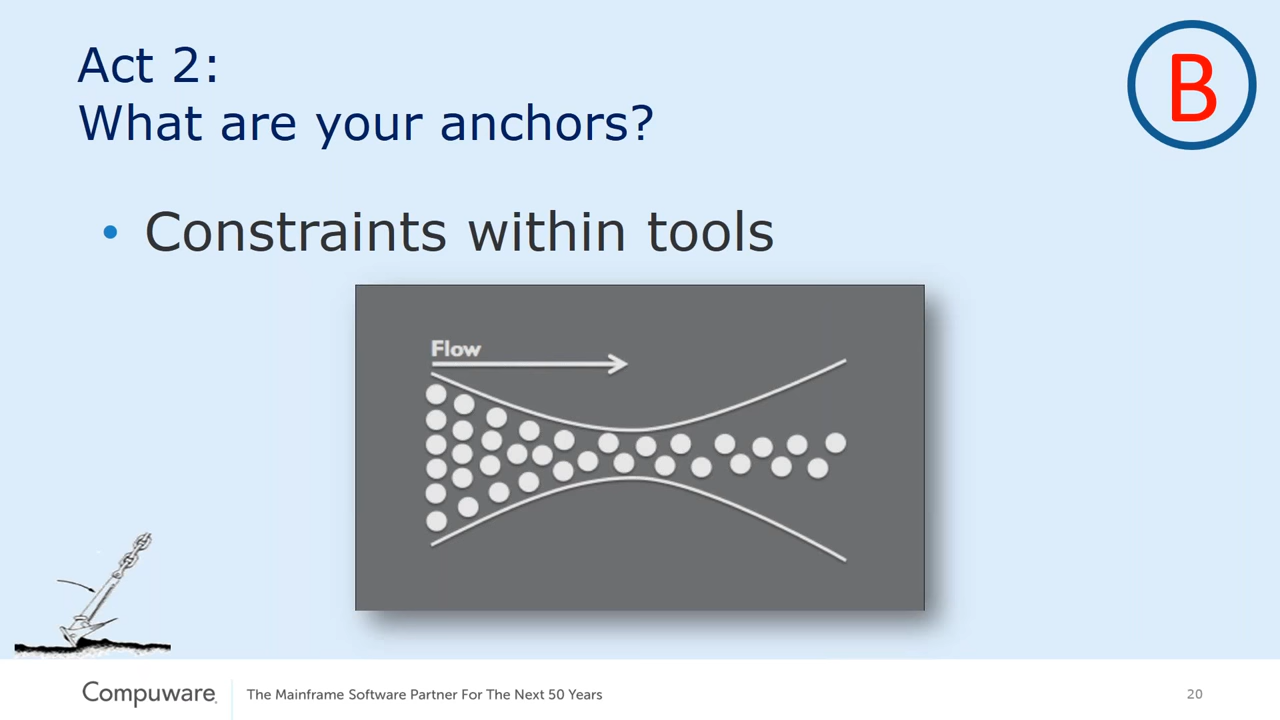 Act 2:
What are your anchors?
B
• Constraints within tools
Flow
Compuware.
The Mainframe Software Partner For The Next 50 Years
20